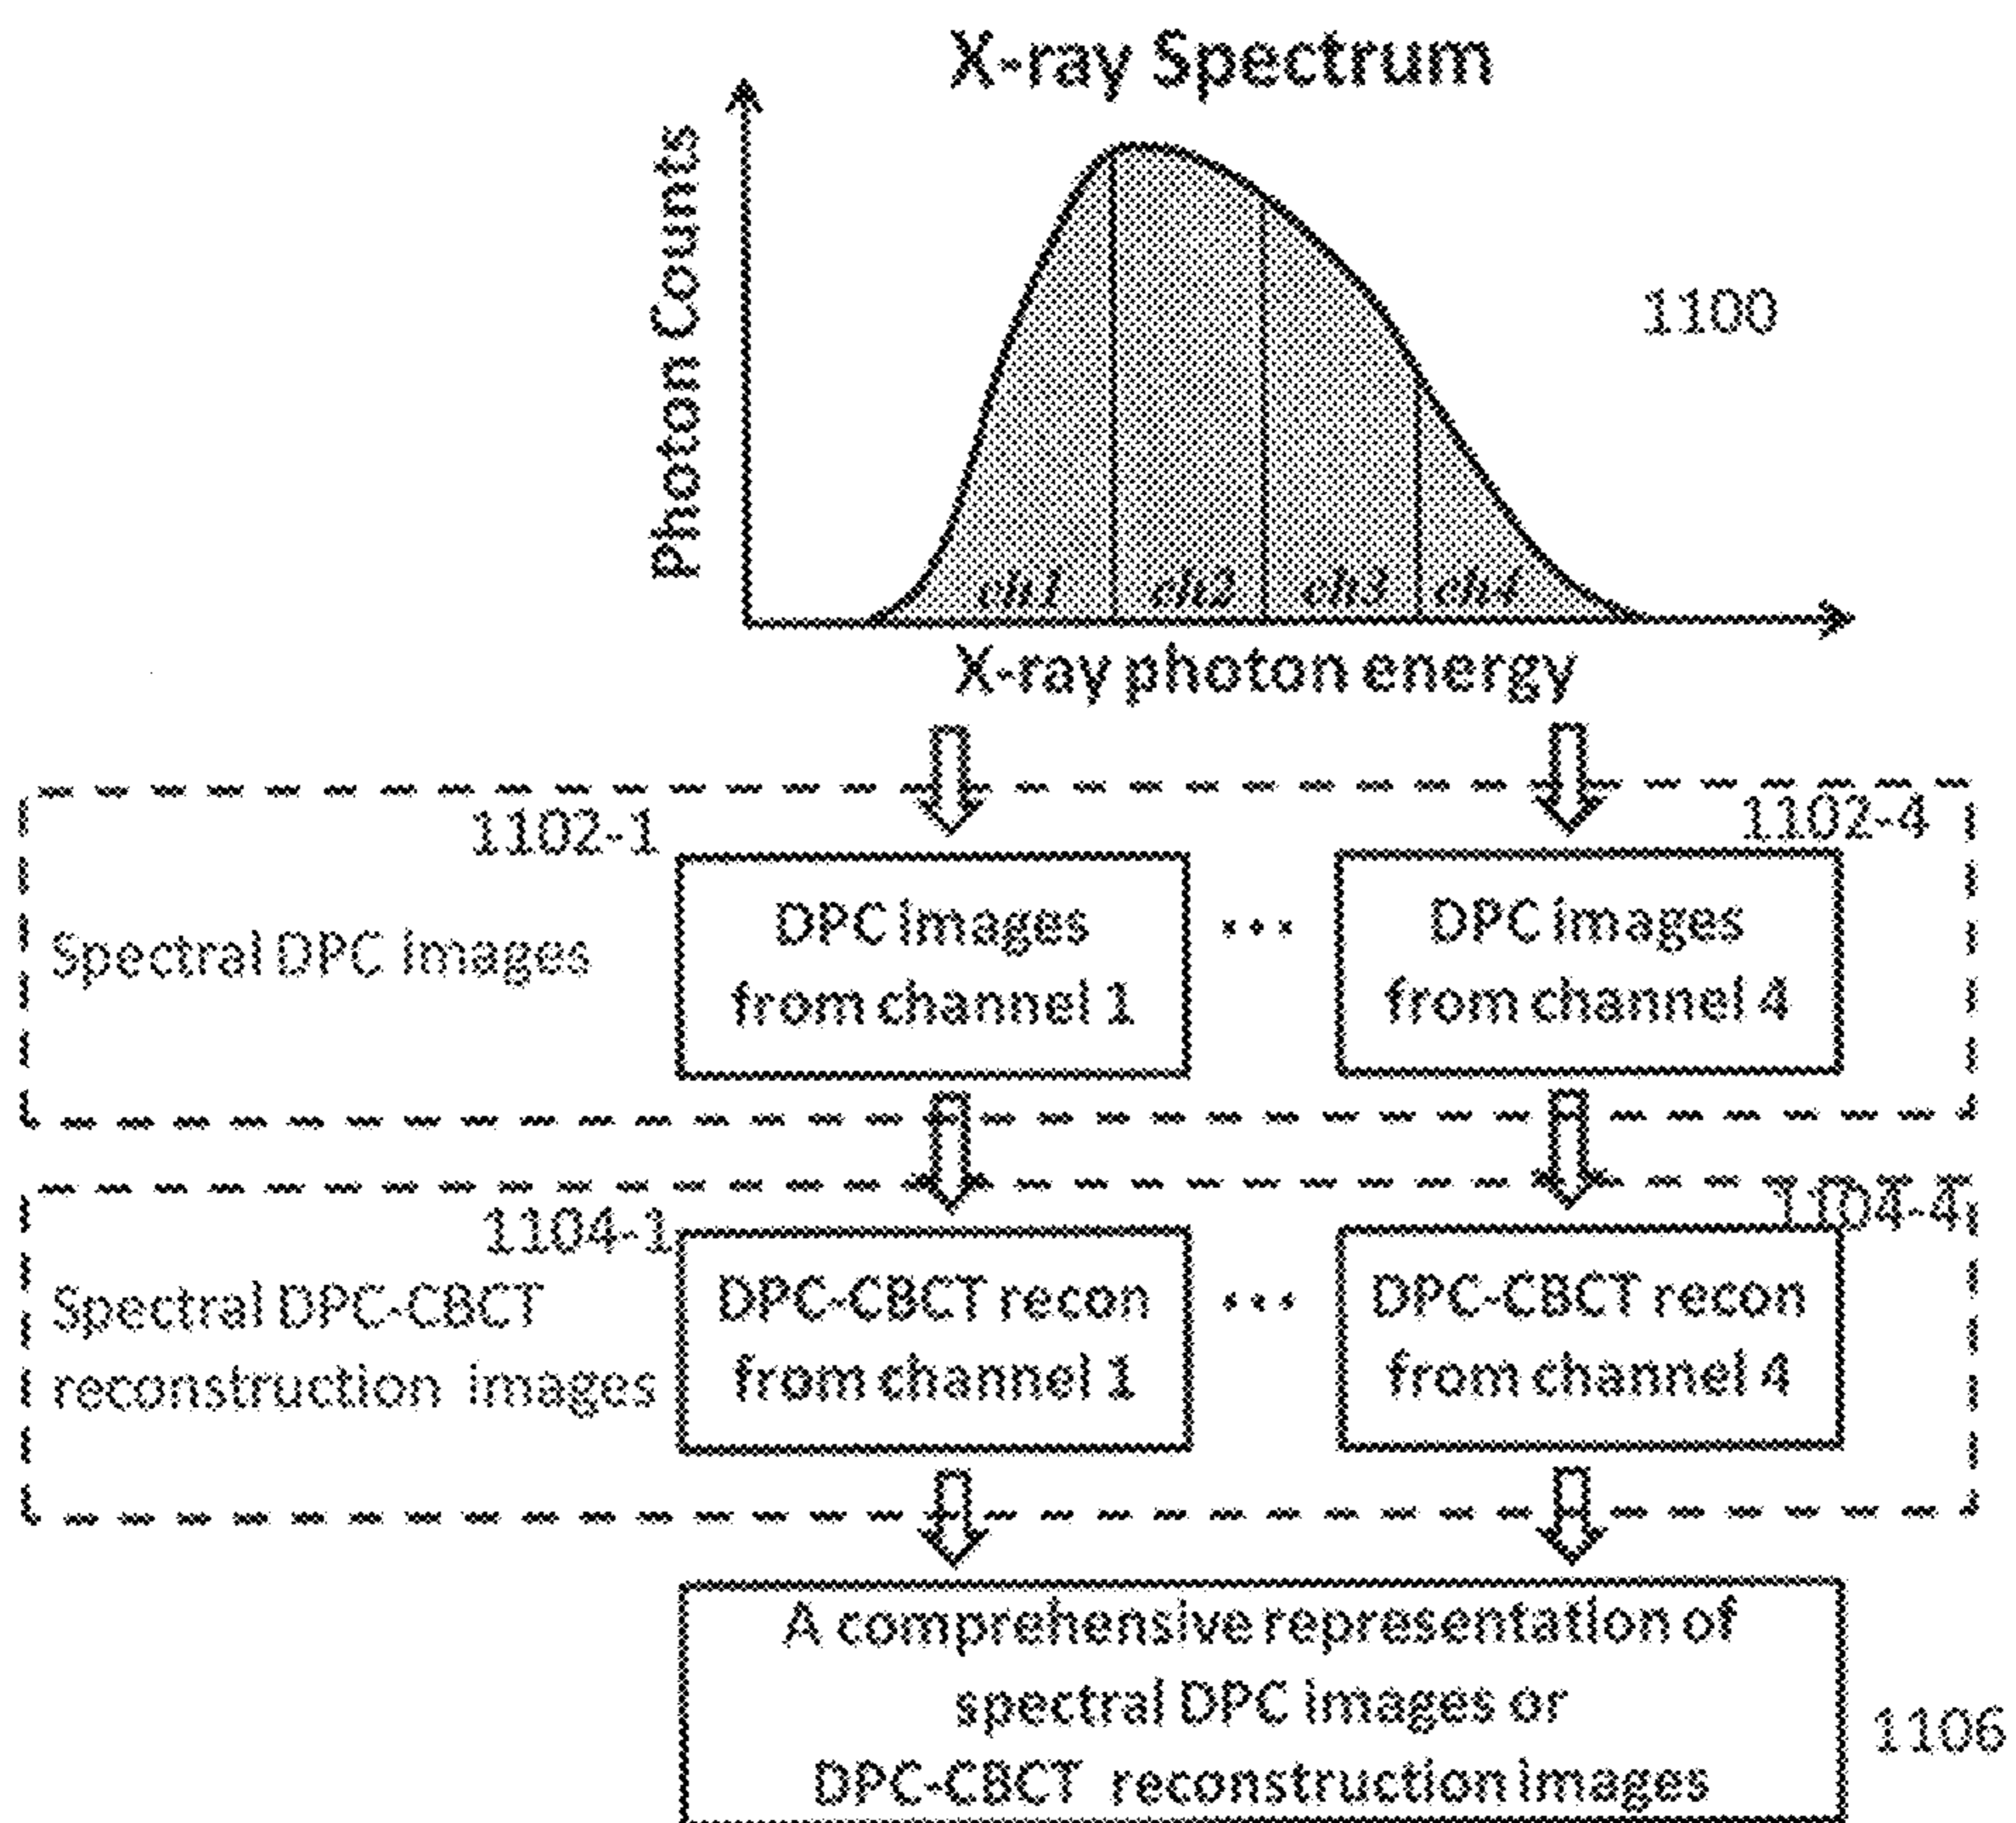 X-ray Spectrum
Photon Counts
1100
ch1 ch2 ch3 ch4
X-ray photon energy
1102-1
1102-4
Spectral DPC images
DPC images
from channel 1
...
DPC images
from channel 4
1104-1
1104-4
Spectral DPC-CBCT
reconstruction images
DPC-CBCT recon
from channel 1
...
DPC-CBCT recon
from channel 4
A comprehensive representation of
spectral DPC images or
DPC-CBCT reconstruction images
1106